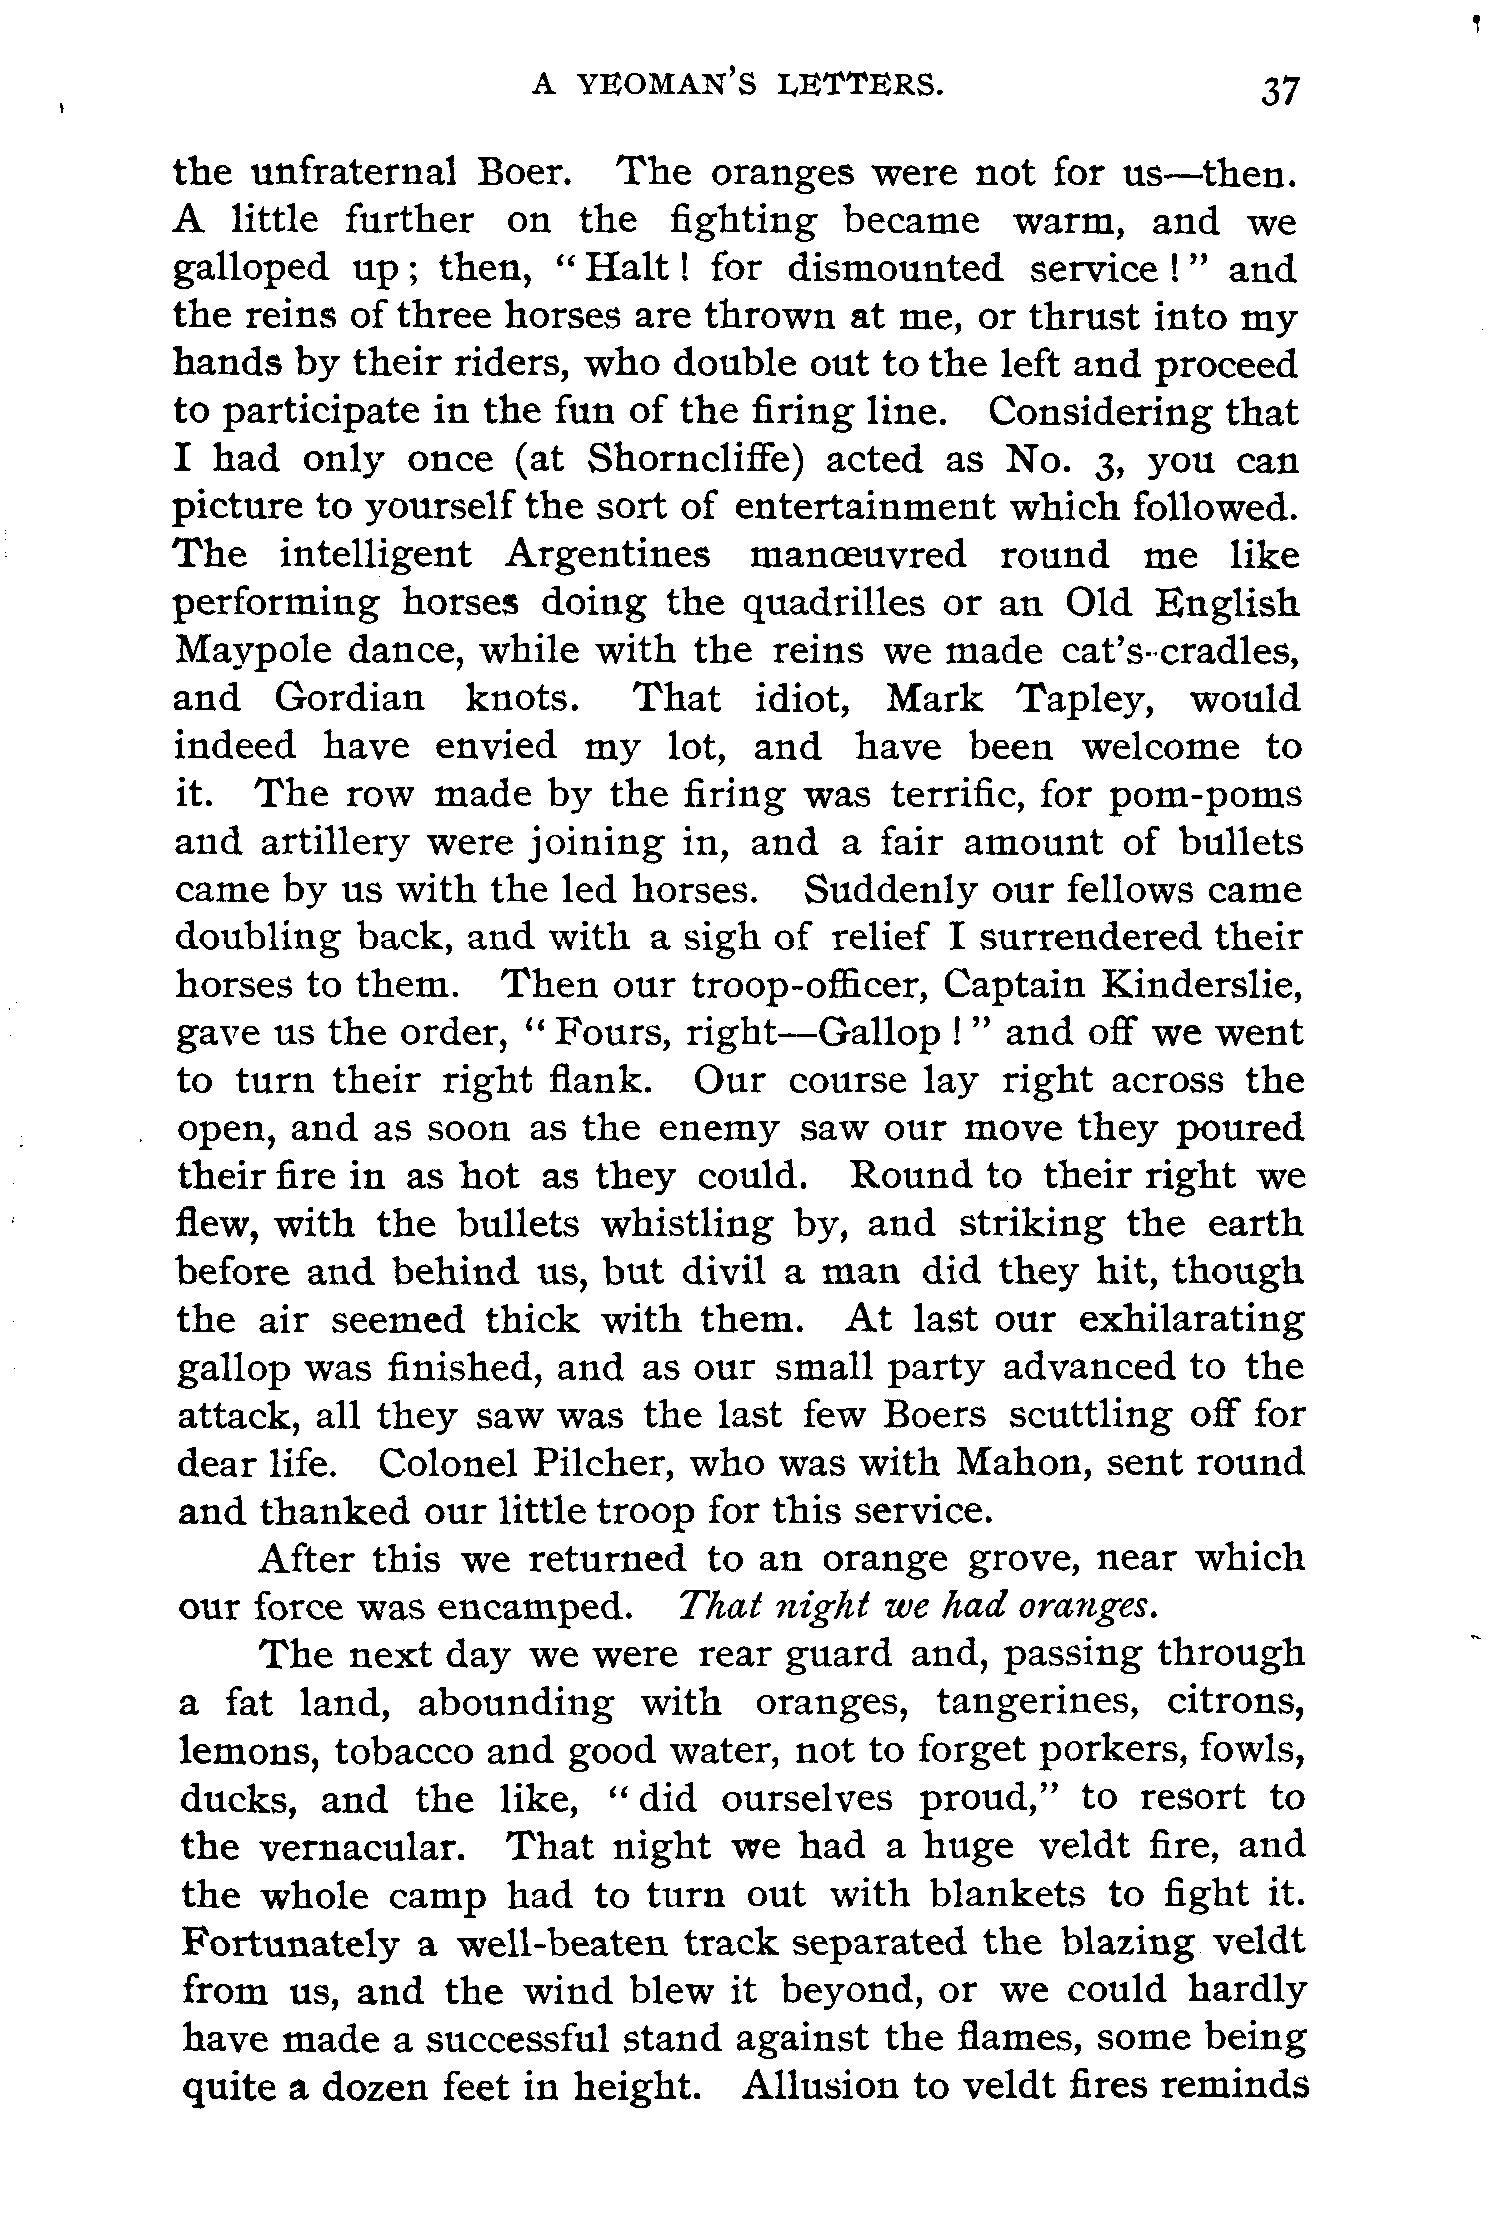 A YEOMAN'S LETTERS. 37
the unfraternal Boer. The oranges were not for us—then.
A little further on the fighting became warm, and we
galloped up; then, "Halt! for dismounted service!" and
the reins of three horses are thrown at me, or thrust into my
hands by their riders, who double out to the left and proceed
to participate in the fun of the firing line. Considering that
I had only once (at Shorncliffe) acted as No. 3, you can
picture to yourself the sort of entertainment which followed.
The intelligent Argentines manœuvred round me like
performing horses doing the quadrilles or an Old English
Maypole dance, while with the reins we made cat's-cradles,
and Gordian knots. That idiot, Mark Tapley, would
indeed have envied my lot, and have been welcome to
it. The row made by the firing was terrific, for pom-poms
and artillery were joining in, and a fair amount of bullets
came by us with the led horses. Suddenly our fellows came
doubling back, and with a sigh of relief I surrendered their
horses to them. Then our troop-officer, Captain Kinderslie,
gave us the order, "Fours, right—Gallop!" and off we went
to turn their right flank. Our course lay right across the
open, and as soon as the enemy saw our move they poured
their fire in as hot as they could. Round to their right we
flew, with the bullets whistling by, and striking the earth
before and behind us, but divil a man did they hit, though
the air seemed thick with them. At last our exhilarating
gallop was finished, and as our small party advanced to the
attack, all they saw was the last few Boers scuttling off for
dear life. Colonel Pilcher, who was with Mahon, sent round
and thanked our little troop for this service.
After this we returned to an orange grove, near which
our force was encamped. That night we had oranges.
The next day we were rear guard and, passing through
a fat land, abounding with oranges, tangerines, citrons,
lemons, tobacco and good water, not to forget porkers, fowls,
ducks, and the like, "did ourselves proud," to resort to
the vernacular. That night we had a huge veldt fire, and
the whole camp had to turn out with blankets to fight it.
Fortunately a well-beaten track separated the blazing veldt
from us, and the wind blew it beyond, or we could hardly
have made a successful stand against the flames, some being
quite a dozen feet in height. Allusion to veldt fires reminds